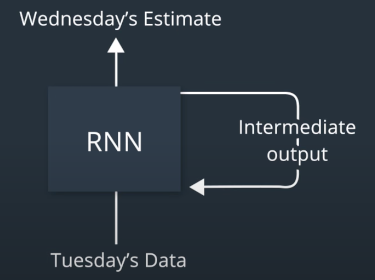 Wednesday’s Estimate
RNN
Intermediate
output
Tuesday’s Data